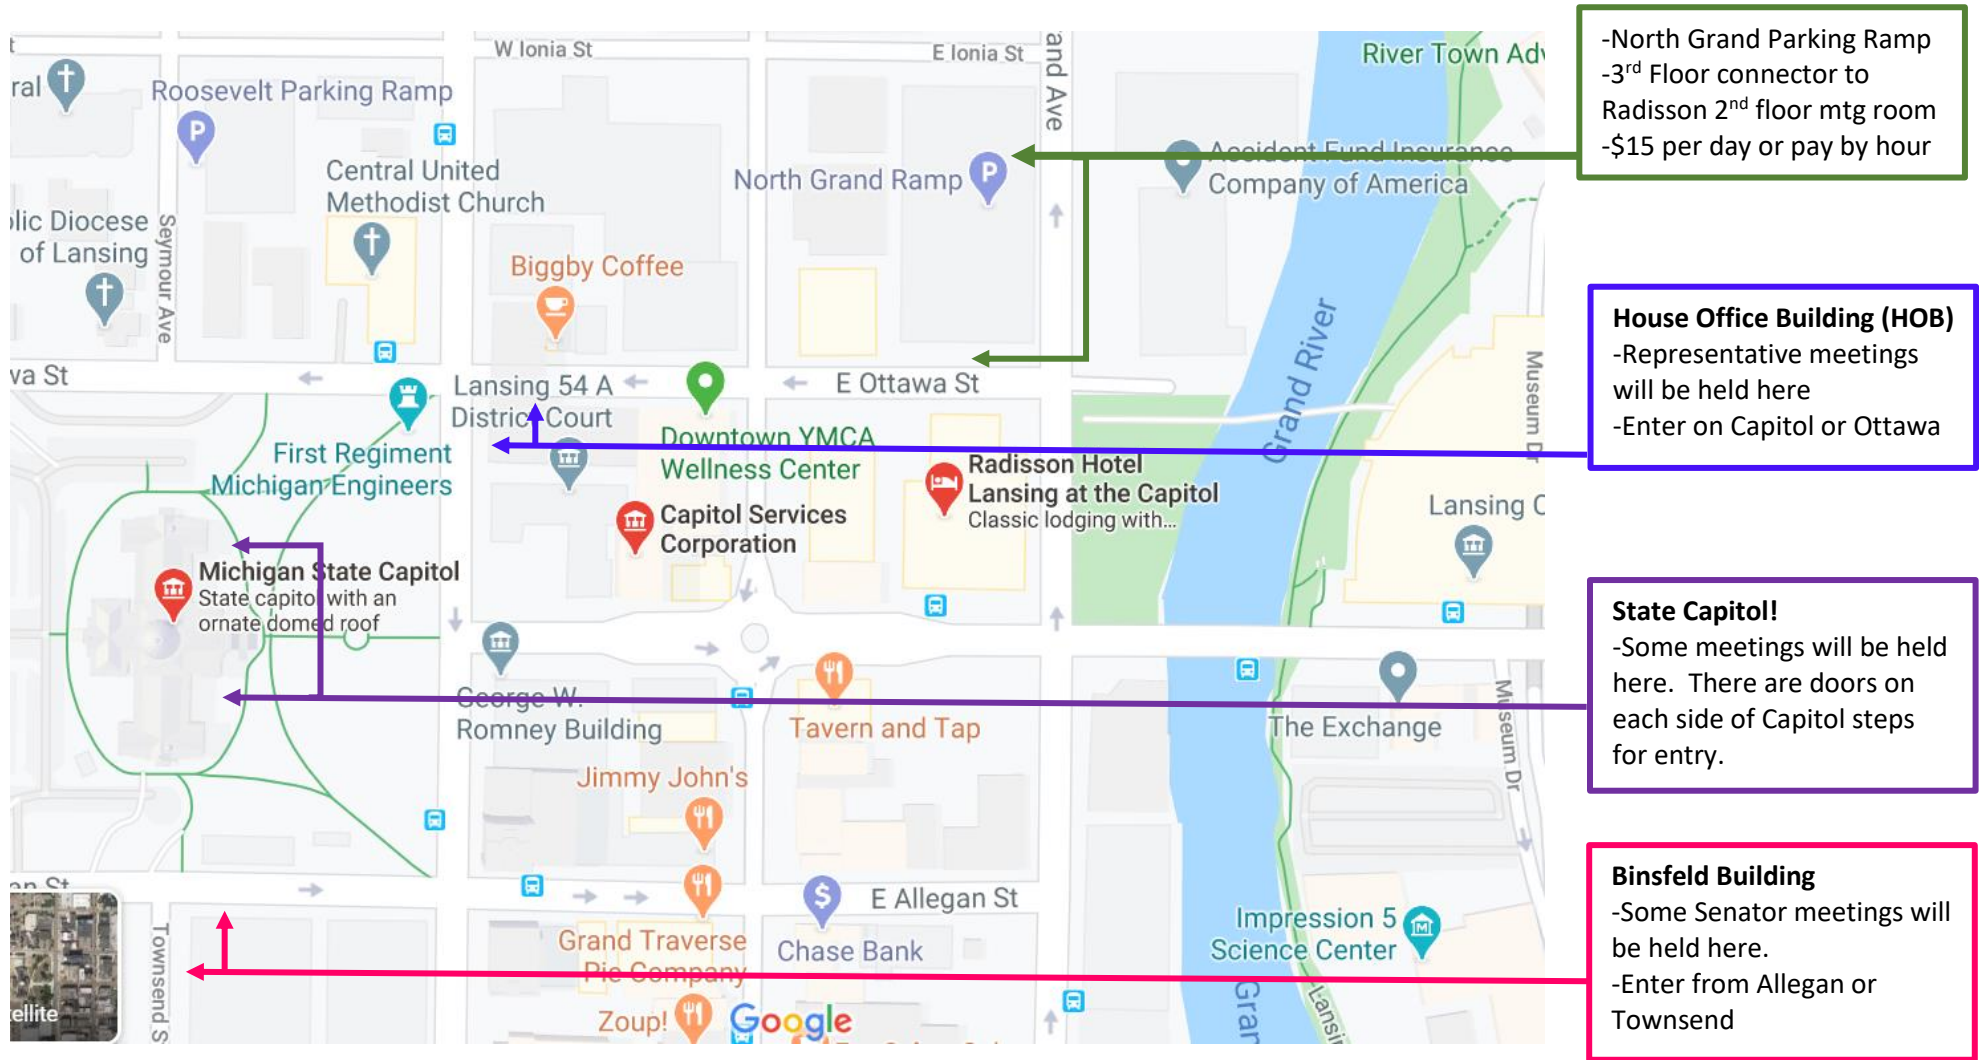 W Ionia St
E Ionia St
and Ave
River Town Adv
ral
Roosevelt Parking Ramp
Central United
Methodist Church
North Grand Ramp
Accident Fund Insurance
Company of America
olic Diocese
of Lansing
Seymour Ave
Biggby Coffee
Grand River
va St
Lansing 54 A
District Court
E Ottawa St
Museum Dr
First Regiment
Michigan Engineers
Downtown YMCA
Wellness Center
Radisson Hotel
Lansing at the Capitol
Classic lodging with...
Capitol Services
Corporation
Lansing C
Michigan State Capitol
State capitol with an
ornate domed roof
George W.
Romney Building
Tavern and Tap
The Exchange
Museum Dr
Jimmy John's
an St
E Allegan St
Townsend S
Grand Traverse
Pie Company
Chase Bank
Impression 5
Science Center
tellite
Zoup!
Google
Gran
Lansi
-North Grand Parking Ramp
-3rd Floor connector to
Radisson 2nd floor mtg room
-$15 per day or pay by hour
House Office Building (HOB)
-Representative meetings
will be held here
-Enter on Capitol or Ottawa
State Capitol!
-Some meetings will be held
here. There are doors on
each side of Capitol steps
for entry.
Binsfeld Building
-Some Senator meetings will
be held here.
-Enter from Allegan or
Townsend